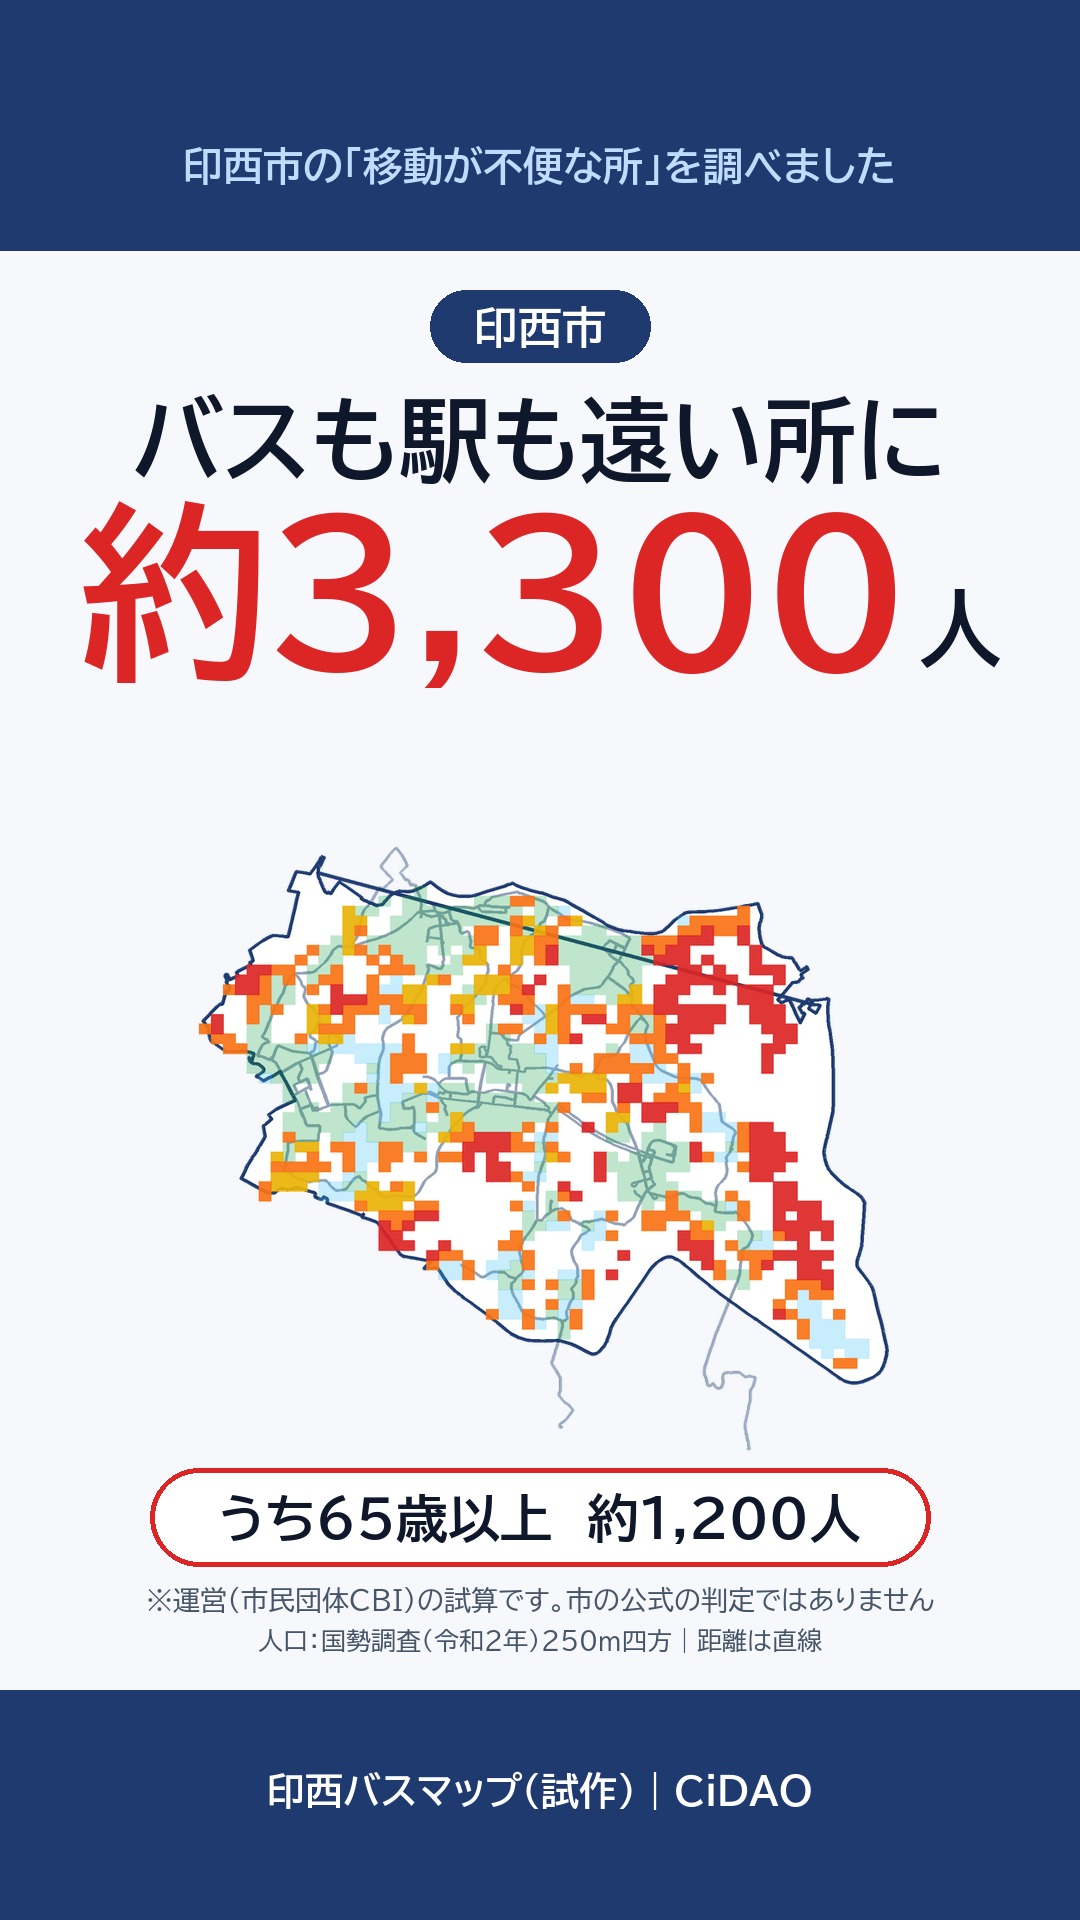 印西市の「移動が不便な所」を調べました
印西市
バスも駅も遠い所に
約3,300人
うち65歳以上 約1,200人
※運営(市民団体CBI)の試算です。市の公式の判定ではありません
人口:国勢調査(令和2年)250m四方|距離は直線
印西バスマップ(試作)|CiDAO